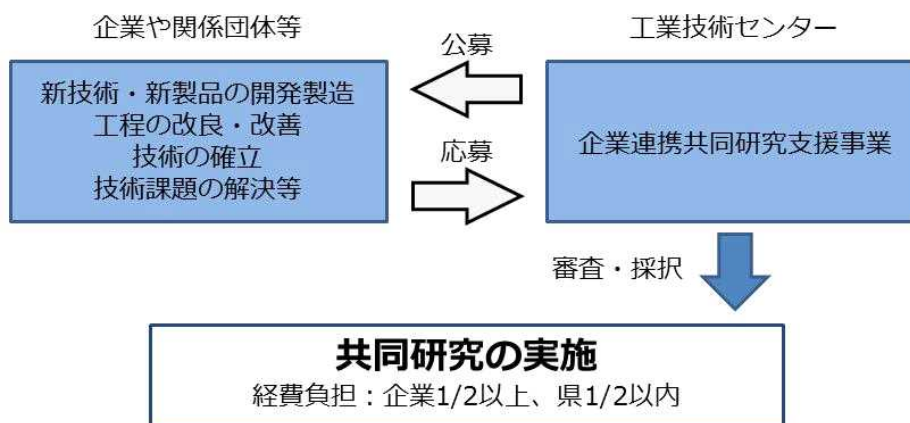 企業や関係団体等
工業技術センター
公募
新技術・新製品の開発製造
工程の改良・改善
技術の確立
技術課題の解決等
応募
企業連携共同研究支援事業
審査・採択
共同研究の実施
経費負担：企業1/2以上、県1/2以内